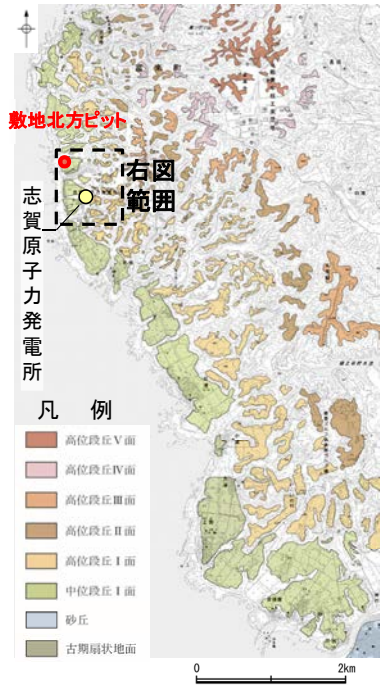 敷地北方ピット
右図
範囲
志賀原子力発電所
凡例
高位段丘Ⅴ面
高位段丘Ⅳ面
高位段丘Ⅲ面
高位段丘Ⅱ面
高位段丘Ⅰ面
中位段丘Ⅰ面
砂丘
古期扇状地面
0 2km